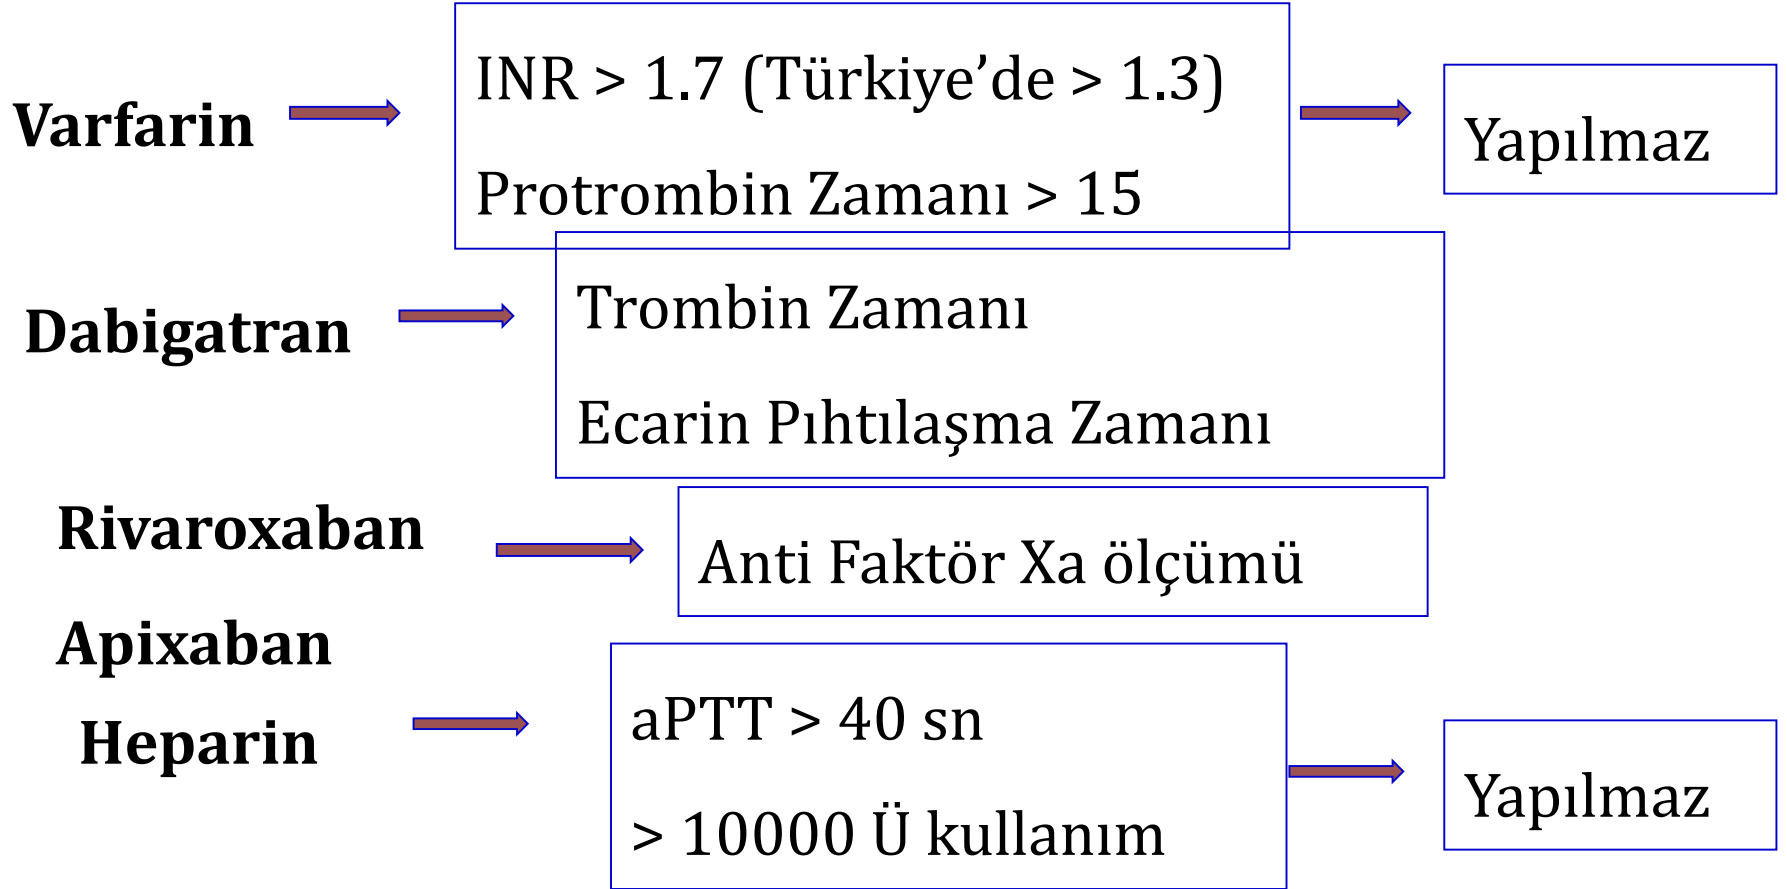 Varfarin
INR > 1.7 (Türkiye’de > 1.3)
Protrombin Zamanı > 15
Yapılmaz
Dabigatran
Trombin Zamanı
Ecarin Pıhtılaşma Zamanı
Rivaroxaban
Apixaban
Anti Faktör Xa ölçümü
Heparin
aPTT > 40 sn
> 10000 Ü kullanım
Yapılmaz